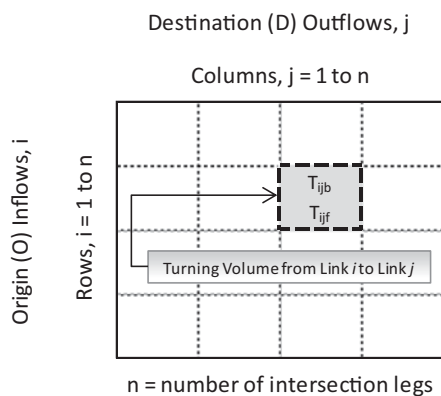 Destination (D) Outflows, j
Columns, j = 1 to n
Origin (O) Inflows, i
Rows, i = 1 to n
Tijb
Tijf
Turning Volume from Link i to Link j
n = number of intersection legs